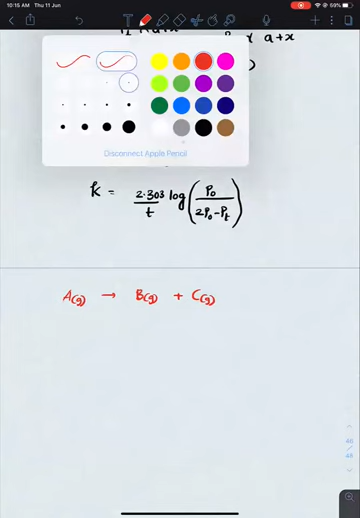 10:15 AM Thu 11 Jun
59%
a+x
Disconnect Apple Pencil
K = 2.303/t log (P₀/(2P₀-Pₜ))
A(g) → B(g) + C(g)
46
48